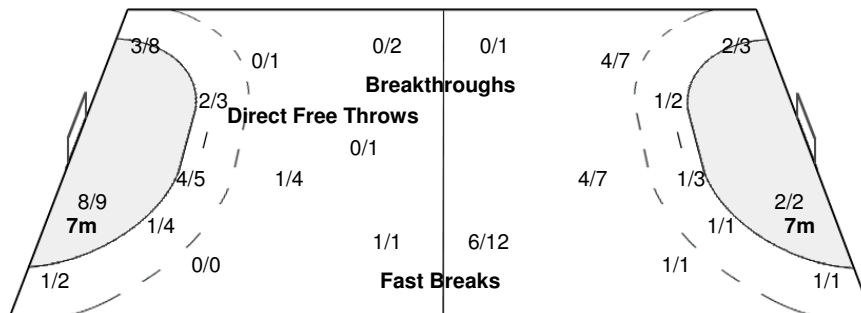 3/8 0/1 0/2 0/1 4/7 2/3
Breakthroughs
2/3 1/2
Direct Free Throws
0/1
4/5 1/4 4/7 1/3
8/9 2/2
7m 1/4 1/1 7m
1/1 6/12
0/0 1/1
1/2 Fast Breaks 1/1